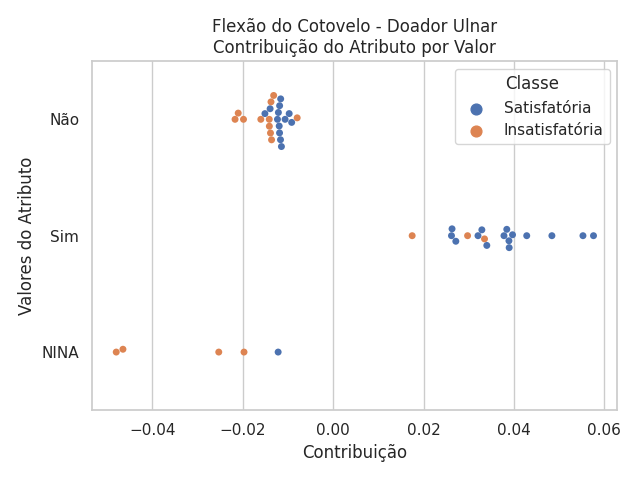 Flexão do Cotovelo - Doador Ulnar
Contribuição do Atributo por Valor
Classe
Satisfatória
Insatisfatória
Valores do Atributo
Não
Sim
NINA
−0.04 −0.02 0.00 0.02 0.04 0.06
Contribuição